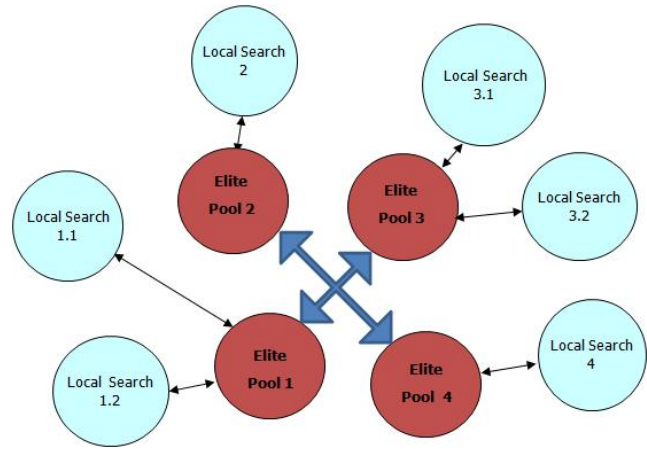 Local Search
2
Local Search
3.1
Elite
Pool 2
Elite
Pool 3
Local Search
3.2
Local Search
1.1
Elite
Pool 1
Elite
Pool 4
Local Search
4
Local Search
1.2